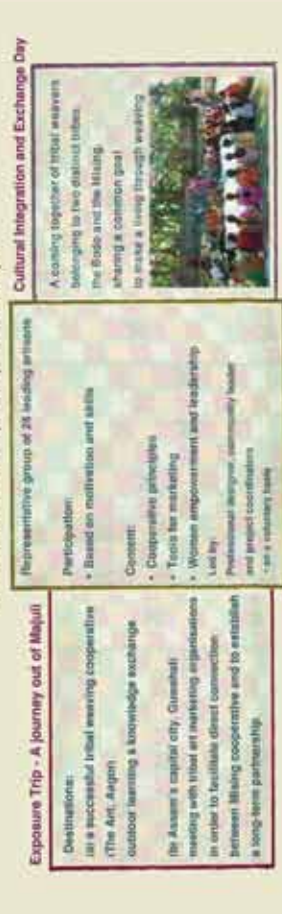 Exposure Trip - A journey out of Majuli
Destinations:
(a) a successful tribal weaving cooperative
(The Ant, Aagor)
outdoor learning & knowledge exchange
(b) Assam's capital city, Guwahati
meeting with tribal art marketing organisations
in order to facilitate direct connection
between Mising cooperative and to establish
a long-term partnership
Representative group of 26 leading artisans
Participation:
• Based on motivation and skills
Content:
• Cooperative principles
• Tools for marketing
• Women empowerment and leadership
Led by:
Professional designer, community leader
and project coordinators
on a voluntary basis
Cultural Integration and Exchange Day
A coming together of tribal weavers
belonging to two distinct tribes
the Bodo and the Mising,
sharing a common goal
to make a living through weaving